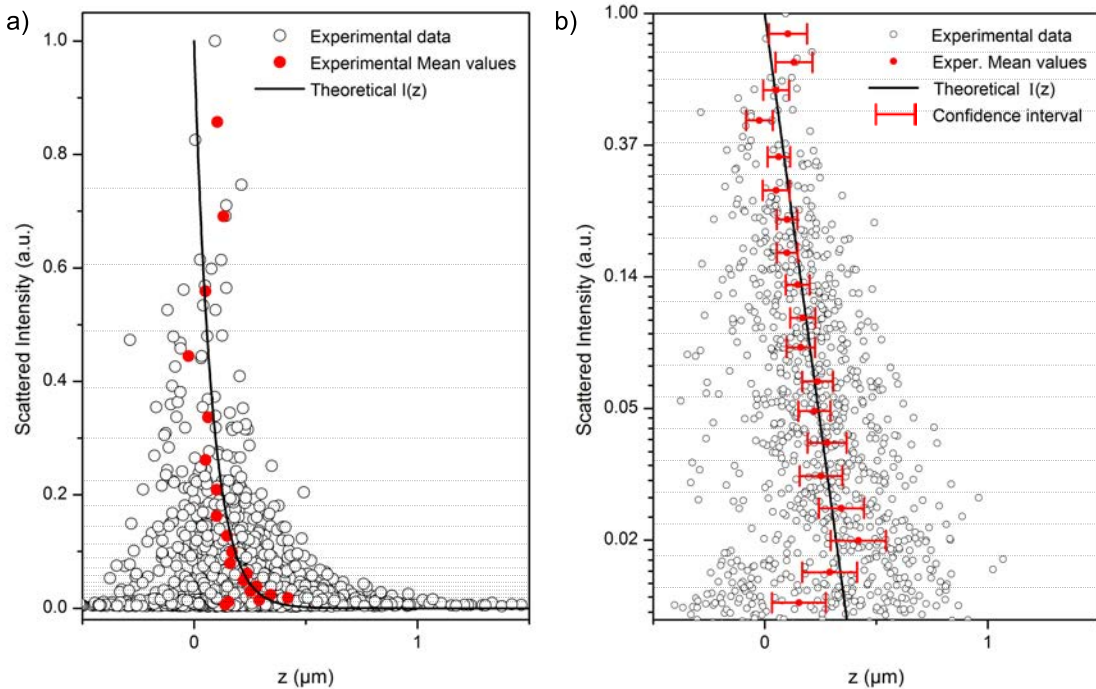 a)
Experimental data
Experimental Mean values
Theoretical I(z)
1.0
0.8
0.6
0.4
0.2
0.0
Scattered Intensity (a.u.)
0
1
z (µm)
b)
Experimental data
Exper. Mean values
Theoretical I(z)
Confidence interval
1.00
0.37
0.14
0.05
0.02
Scattered Intensity (a.u.)
0
1
z (µm)